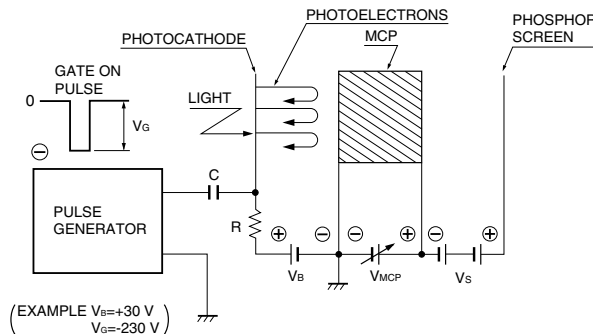 PHOTOELECTRONS
PHOTOCATHODE
MCP
PHOSPHOR
SCREEN
GATE ON
PULSE
0
LIGHT
VG
⊖
C
PULSE
GENERATOR
R
⊕ ⊖ ⊖ ⊕ ⊖ ⊕
VB VMCP VS
(EXAMPLE VB=+30 V
VG=-230 V)